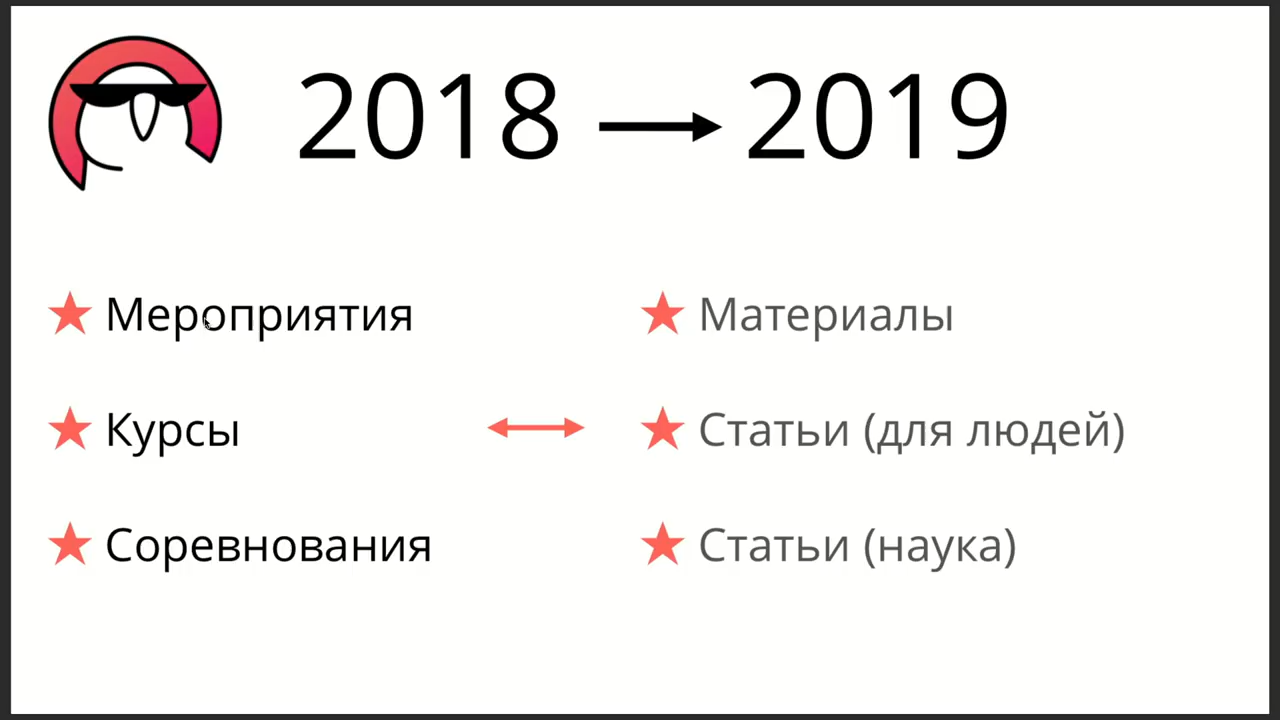 2018 → 2019
Мероприятия
Курсы
Соревнования
Материалы
Статьи (для людей)
Статьи (наука)